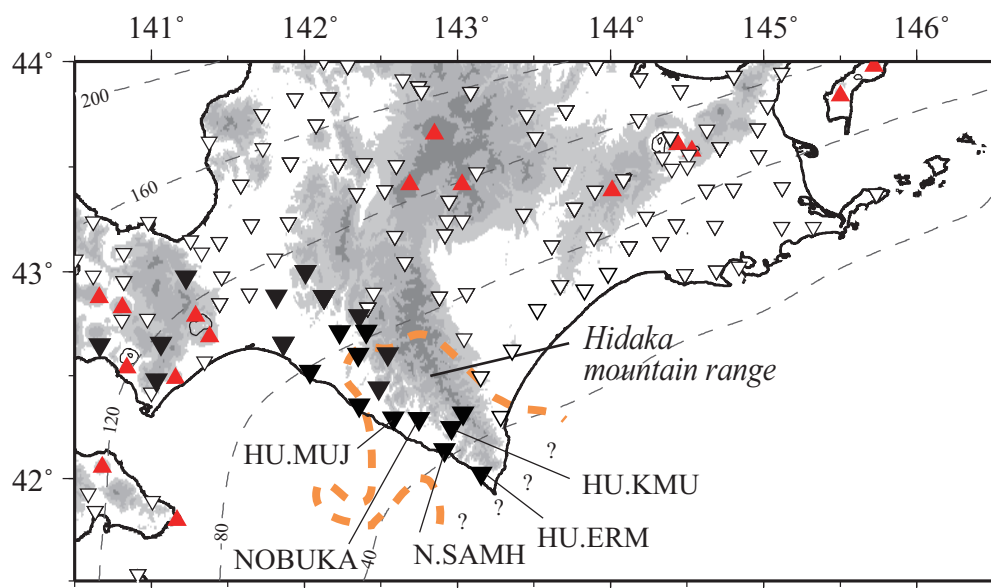 141° 142° 143° 144° 145° 146°
44°
200
160
43°
Hidaka
mountain range
120
HU.MUJ
?
HU.KMU
42°
?
?
?
80
HU.ERM
NOBUKA
N.SAMH
40